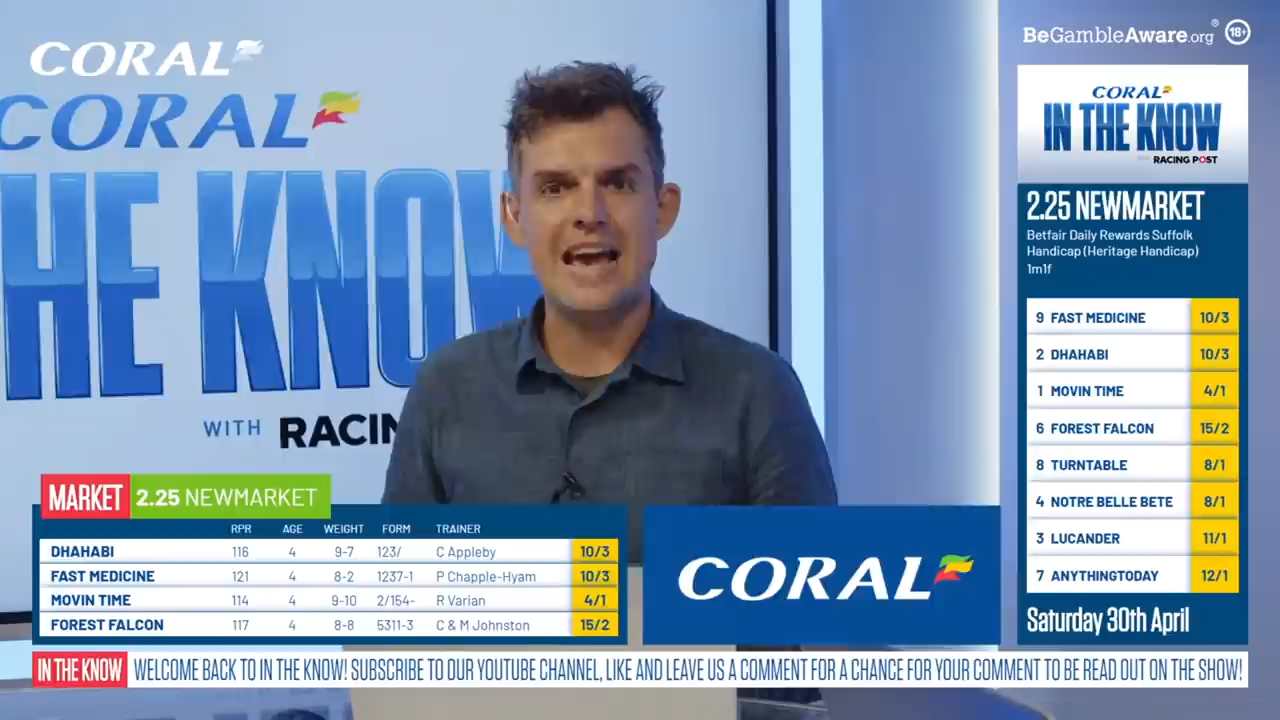 CORAL
CORAL
HE KNOW
WITH RACIN
BeGambleAware.org® 18+
CORAL
IN THE KNOW
WITH RACING POST
2.25 NEWMARKET
Betfair Daily Rewards Suffolk
Handicap (Heritage Handicap)
1m1f
9 FAST MEDICINE 10/3
2 DHAHABI 10/3
1 MOVIN TIME 4/1
6 FOREST FALCON 15/2
8 TURNTABLE 8/1
4 NOTRE BELLE BETE 8/1
3 LUCANDER 11/1
7 ANYTHINGTODAY 12/1
Saturday 30th April
MARKET 2.25 NEWMARKET
RPR AGE WEIGHT FORM TRAINER
DHAHABI 116 4 9-7 123/ C Appleby 10/3
FAST MEDICINE 121 4 8-2 1237-1 P Chapple-Hyam 10/3
MOVIN TIME 114 4 9-10 2/154- R Varian 4/1
FOREST FALCON 117 4 8-8 5311-3 C & M Johnston 15/2
CORAL
IN THE KNOW WELCOME BACK TO IN THE KNOW! SUBSCRIBE TO OUR YOUTUBE CHANNEL, LIKE AND LEAVE US A COMMENT FOR A CHANCE FOR YOUR COMMENT TO BE READ OUT ON THE SHOW!